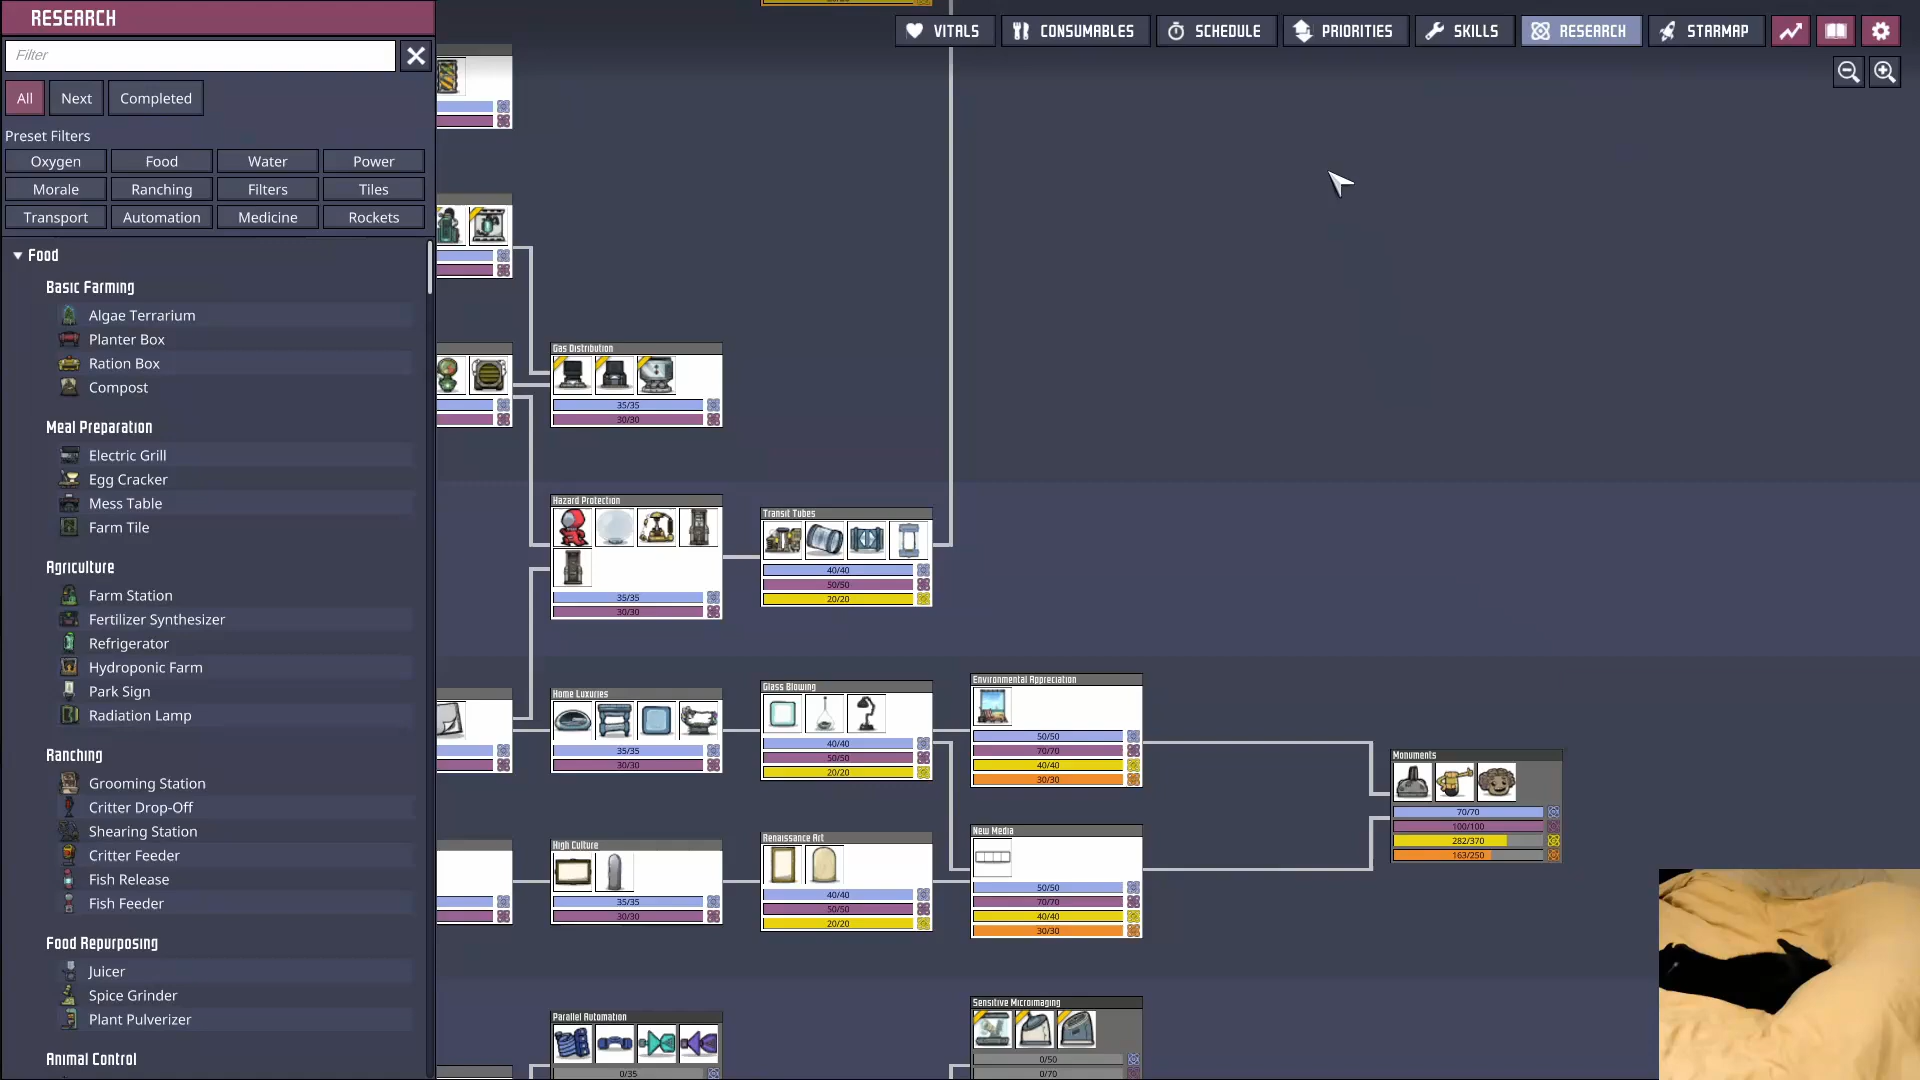 RESEARCH
VITALS
CONSUMABLES
SCHEDULE
PRIORITIES
SKILLS
RESEARCH
STARMAP
Filter
All
Next
Completed
Preset Filters
Oxygen
Food
Water
Power
Morale
Ranching
Filters
Tiles
Transport
Automation
Medicine
Rockets
Food
Basic Farming
Algae Terrarium
Planter Box
Ration Box
Compost
Meal Preparation
Electric Grill
Egg Cracker
Mess Table
Farm Tile
Agriculture
Farm Station
Fertilizer Synthesizer
Refrigerator
Hydroponic Farm
Park Sign
Radiation Lamp
Ranching
Grooming Station
Critter Drop-Off
Shearing Station
Critter Feeder
Fish Release
Fish Feeder
Food Repurposing
Juicer
Spice Grinder
Plant Pulverizer
Animal Control
Gas Distribution
35/35
30/30
Hazard Protection
35/35
30/30
Transit Tubes
40/40
50/50
20/20
Home Luxuries
35/35
30/30
Glass Blowing
40/40
50/50
20/20
Environmental Appreciation
50/50
70/70
40/40
30/30
Monuments
70/70
100/100
282/370
163/250
High Culture
35/35
30/30
Renaissance Art
40/40
50/50
20/20
New Media
50/50
70/70
40/40
30/30
Parallel Automation
0/35
Sensitive Microimaging
0/50
0/70